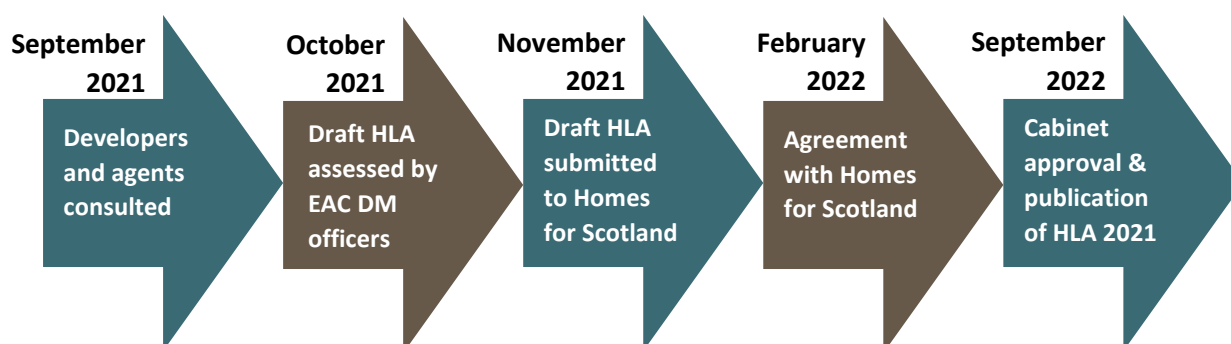 September
2021
Developers
and agents
consulted
October
2021
Draft HLA
assessed by
EAC DM
officers
November
2021
Draft HLA
submitted
to Homes
for Scotland
February
2022
Agreement
with Homes
for Scotland
September
2022
Cabinet
approval &
publication
of HLA 2021